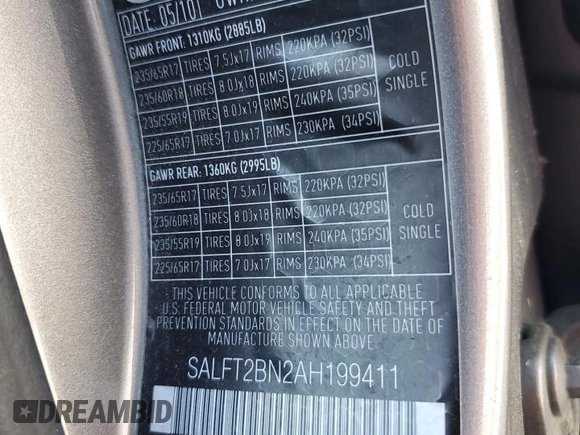 DATE: 05/10
GAWR FRONT: 1310KG (2885LB)
235/65R17 TIRES 7.5Jx17 RIMS 220KPA (32PSI)
235/60R18 TIRES 8.0Jx18 RIMS 220KPA (32PSI)
235/55R19 TIRES 8.0Jx19 RIMS 240KPA (35PSI)
225/65R17 TIRES 7.0Jx17 RIMS 230KPA (34PSI)
COLD
SINGLE
GAWR REAR: 1360KG (2995LB)
235/65R17 TIRES 7.5Jx17 RIMS 220KPA (32PSI)
235/60R18 TIRES 8.0Jx18 RIMS 220KPA (32PSI)
235/55R19 TIRES 8.0Jx19 RIMS 240KPA (35PSI)
225/65R17 TIRES 7.0Jx17 RIMS 230KPA (34PSI)
COLD
SINGLE
THIS VEHICLE CONFORMS TO ALL APPLICABLE
U.S. FEDERAL MOTOR VEHICLE SAFETY AND THEFT
PREVENTION STANDARDS IN EFFECT ON THE DATE
OF MANUFACTURE SHOWN ABOVE.
SALFT2BN2AH199411
DREAMBID